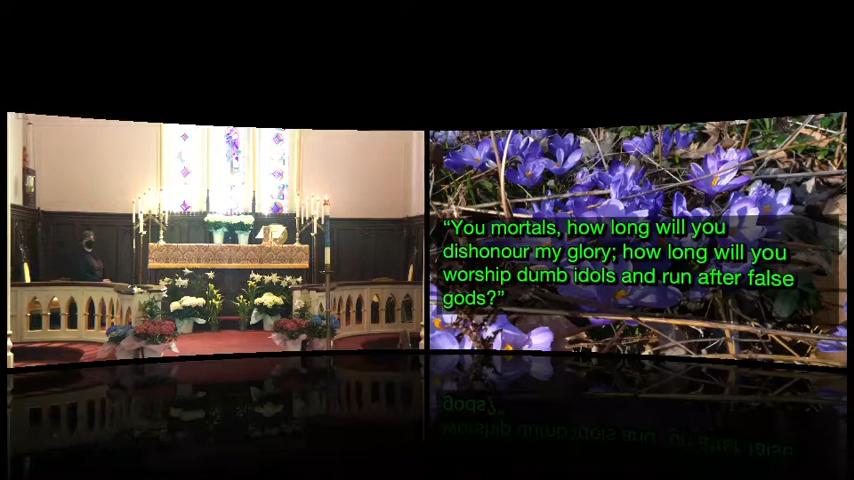 “You mortals, how long will you
dishonour my glory; how long will you
worship dumb idols and run after false
gods?”